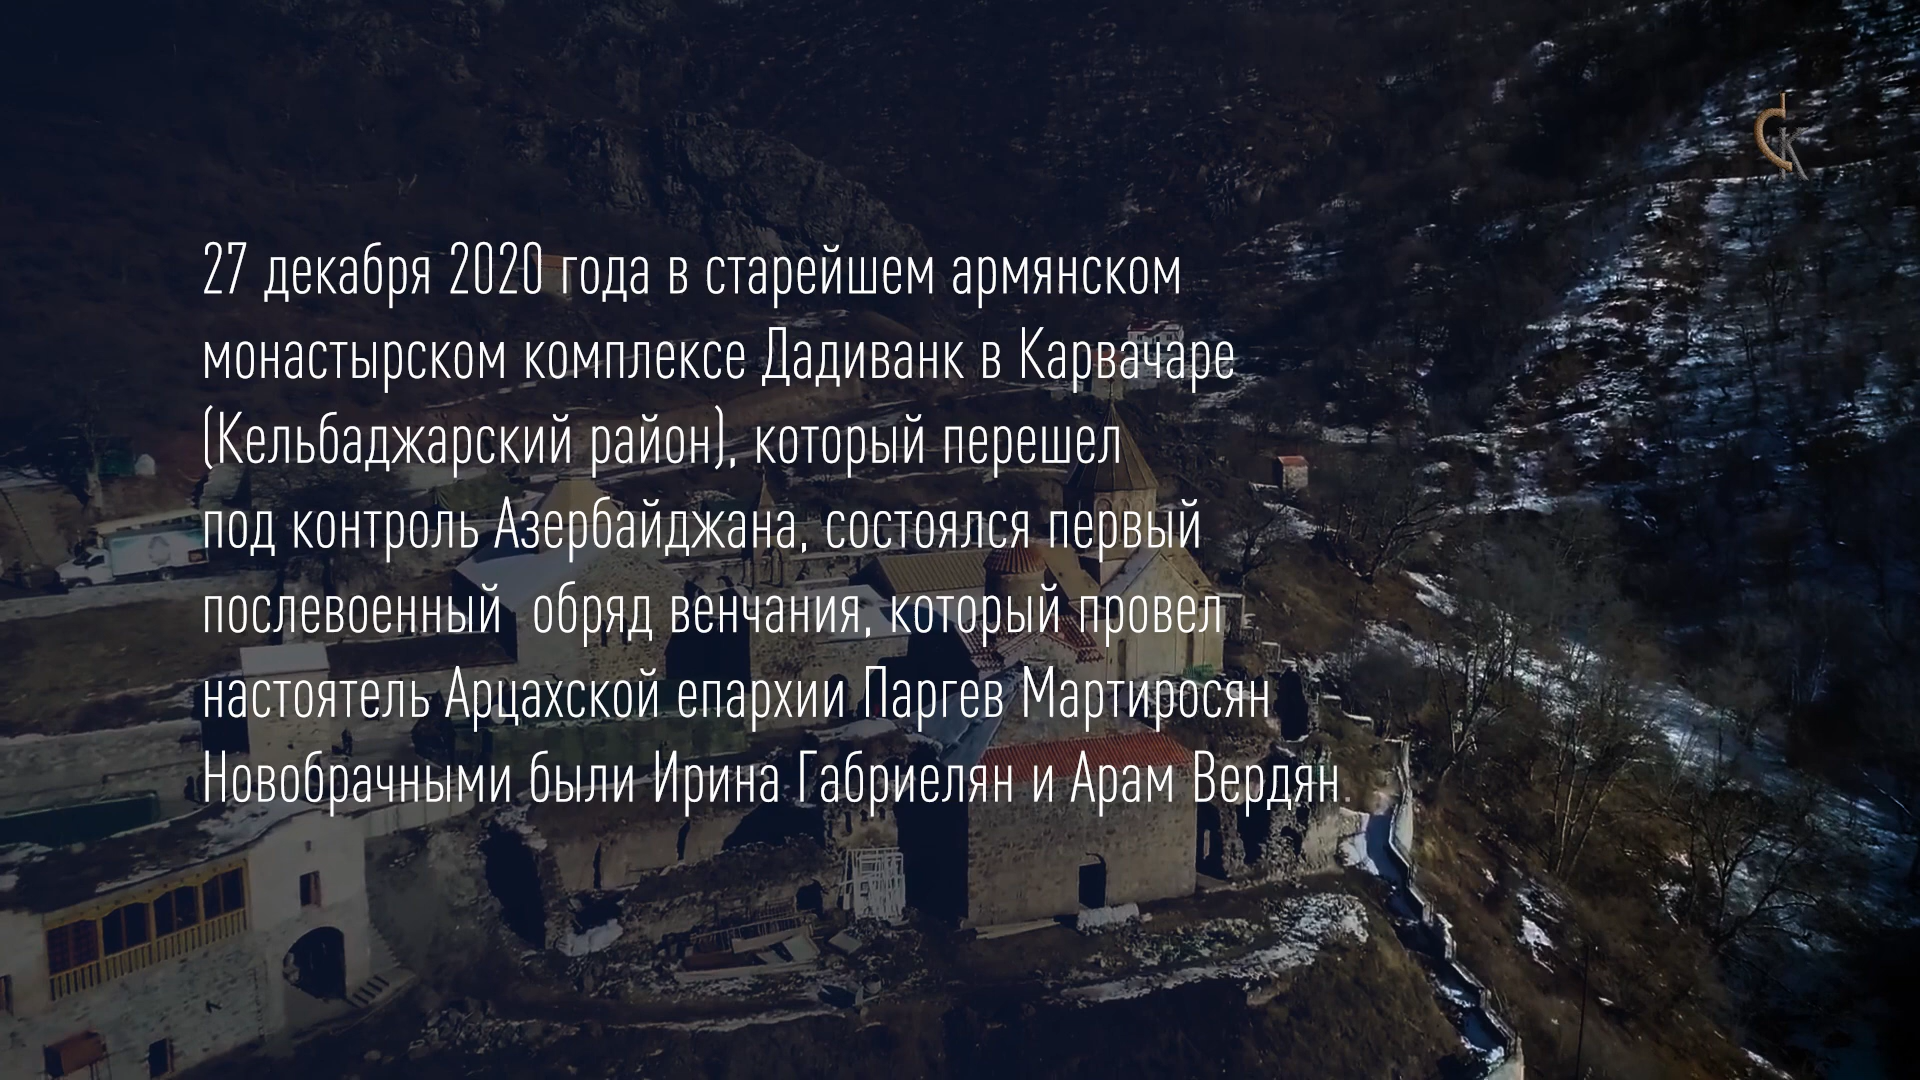 27 декабря 2020 года в старейшем армянском
монастырском комплексе Дадиванк в Карвачаре
(Кельбаджарский район), который перешел
под контроль Азербайджана, состоялся первый
послевоенный  обряд венчания, который провел
настоятель Арцахской епархии Паргев Мартиросян
Новобрачными были Ирина Габриелян и Арам Вердян.